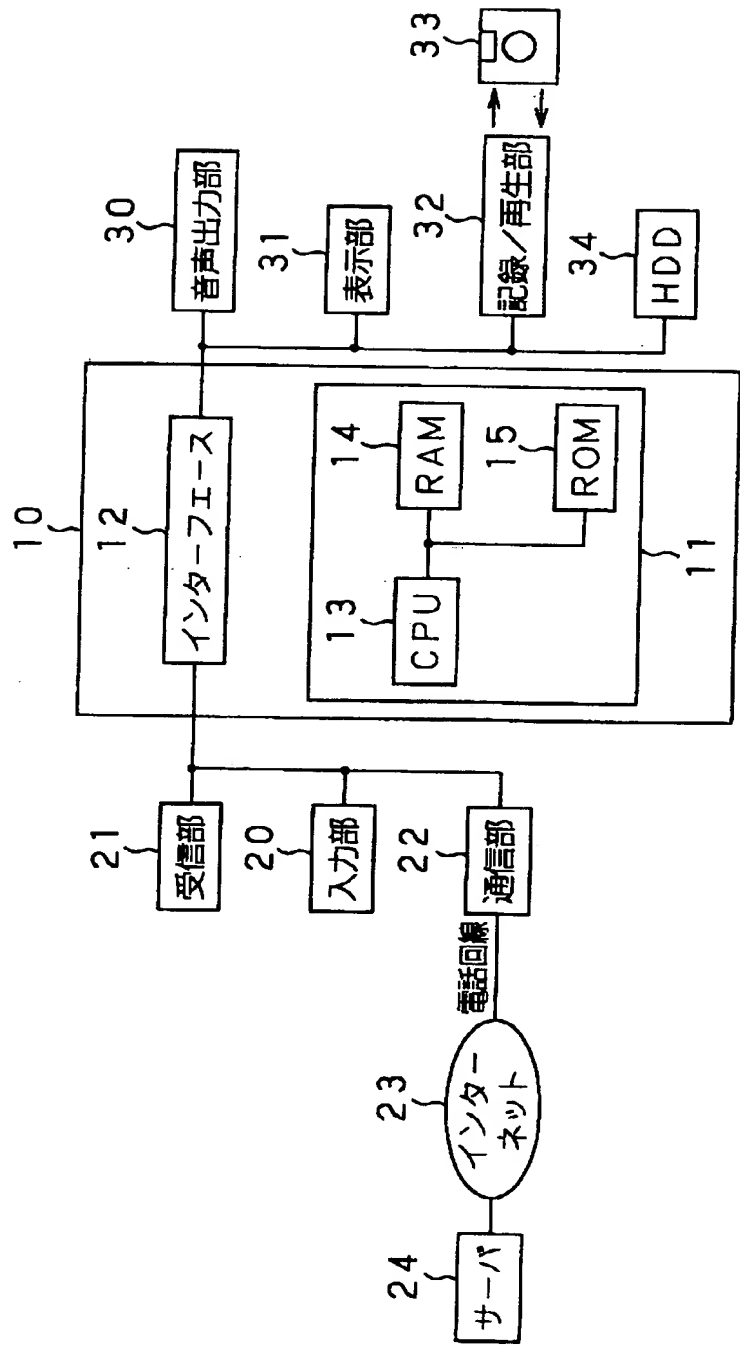 10
12
インターフェース
13
CPU
14
RAM
15
ROM
11
21
受信部
20
入力部
22
通信部
電話回線
23
インター
ネット
24
サーバ
30
音声出力部
31
表示部
32
記録/再生部
33
34
HDD